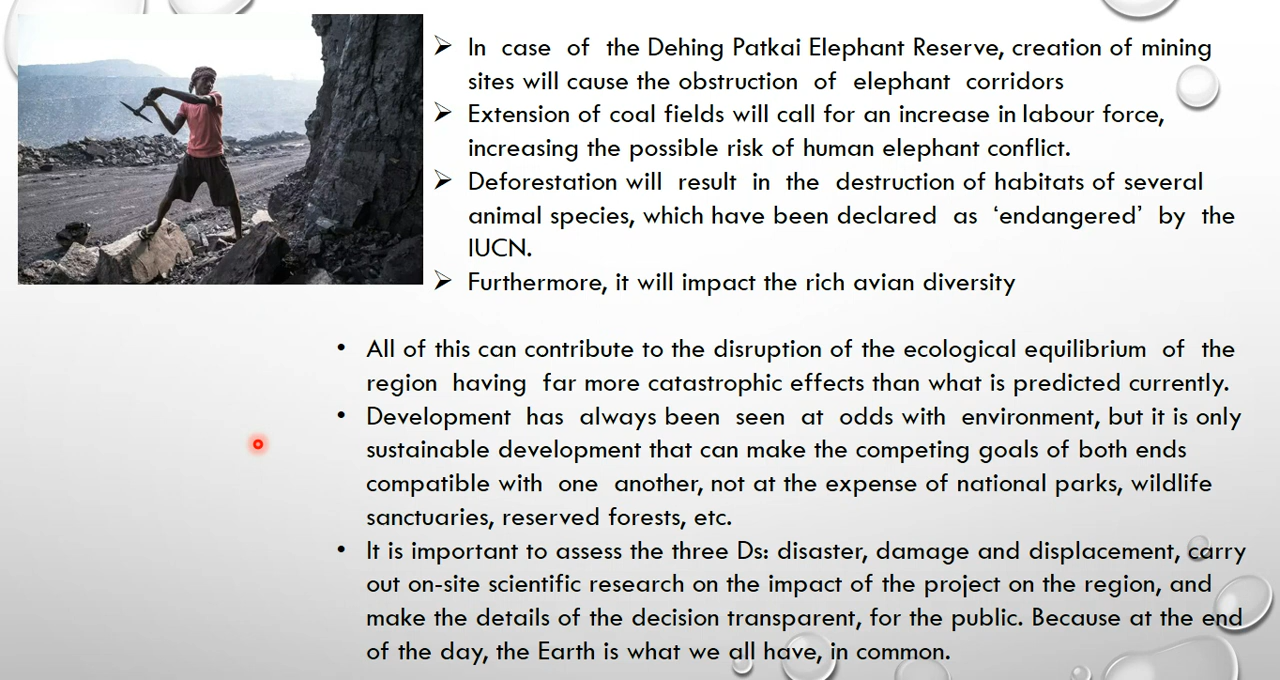 ➢ In case of the Dehing Patkai Elephant Reserve, creation of mining
sites will cause the obstruction of elephant corridors
➢ Extension of coal fields will call for an increase in labour force,
increasing the possible risk of human elephant conflict.
➢ Deforestation will result in the destruction of habitats of several
animal species, which have been declared as ‘endangered’ by the
IUCN.
➢ Furthermore, it will impact the rich avian diversity
• All of this can contribute to the disruption of the ecological equilibrium of the
region having far more catastrophic effects than what is predicted currently.
• Development has always been seen at odds with environment, but it is only
sustainable development that can make the competing goals of both ends
compatible with one another, not at the expense of national parks, wildlife
sanctuaries, reserved forests, etc.
• It is important to assess the three Ds: disaster, damage and displacement, carry
out on-site scientific research on the impact of the project on the region, and
make the details of the decision transparent, for the public. Because at the end
of the day, the Earth is what we all have, in common.